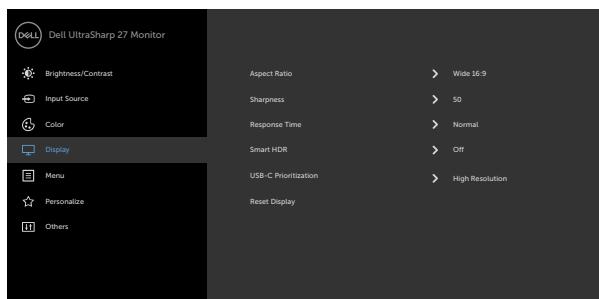 DELL
Dell UltraSharp 27 Monitor
Brightness/Contrast
Input Source
Color
Display
Menu
Personalize
Others
Aspect Ratio Wide 16:9
Sharpness 50
Response Time Normal
Smart HDR Off
USB-C Prioritization High Resolution
Reset Display